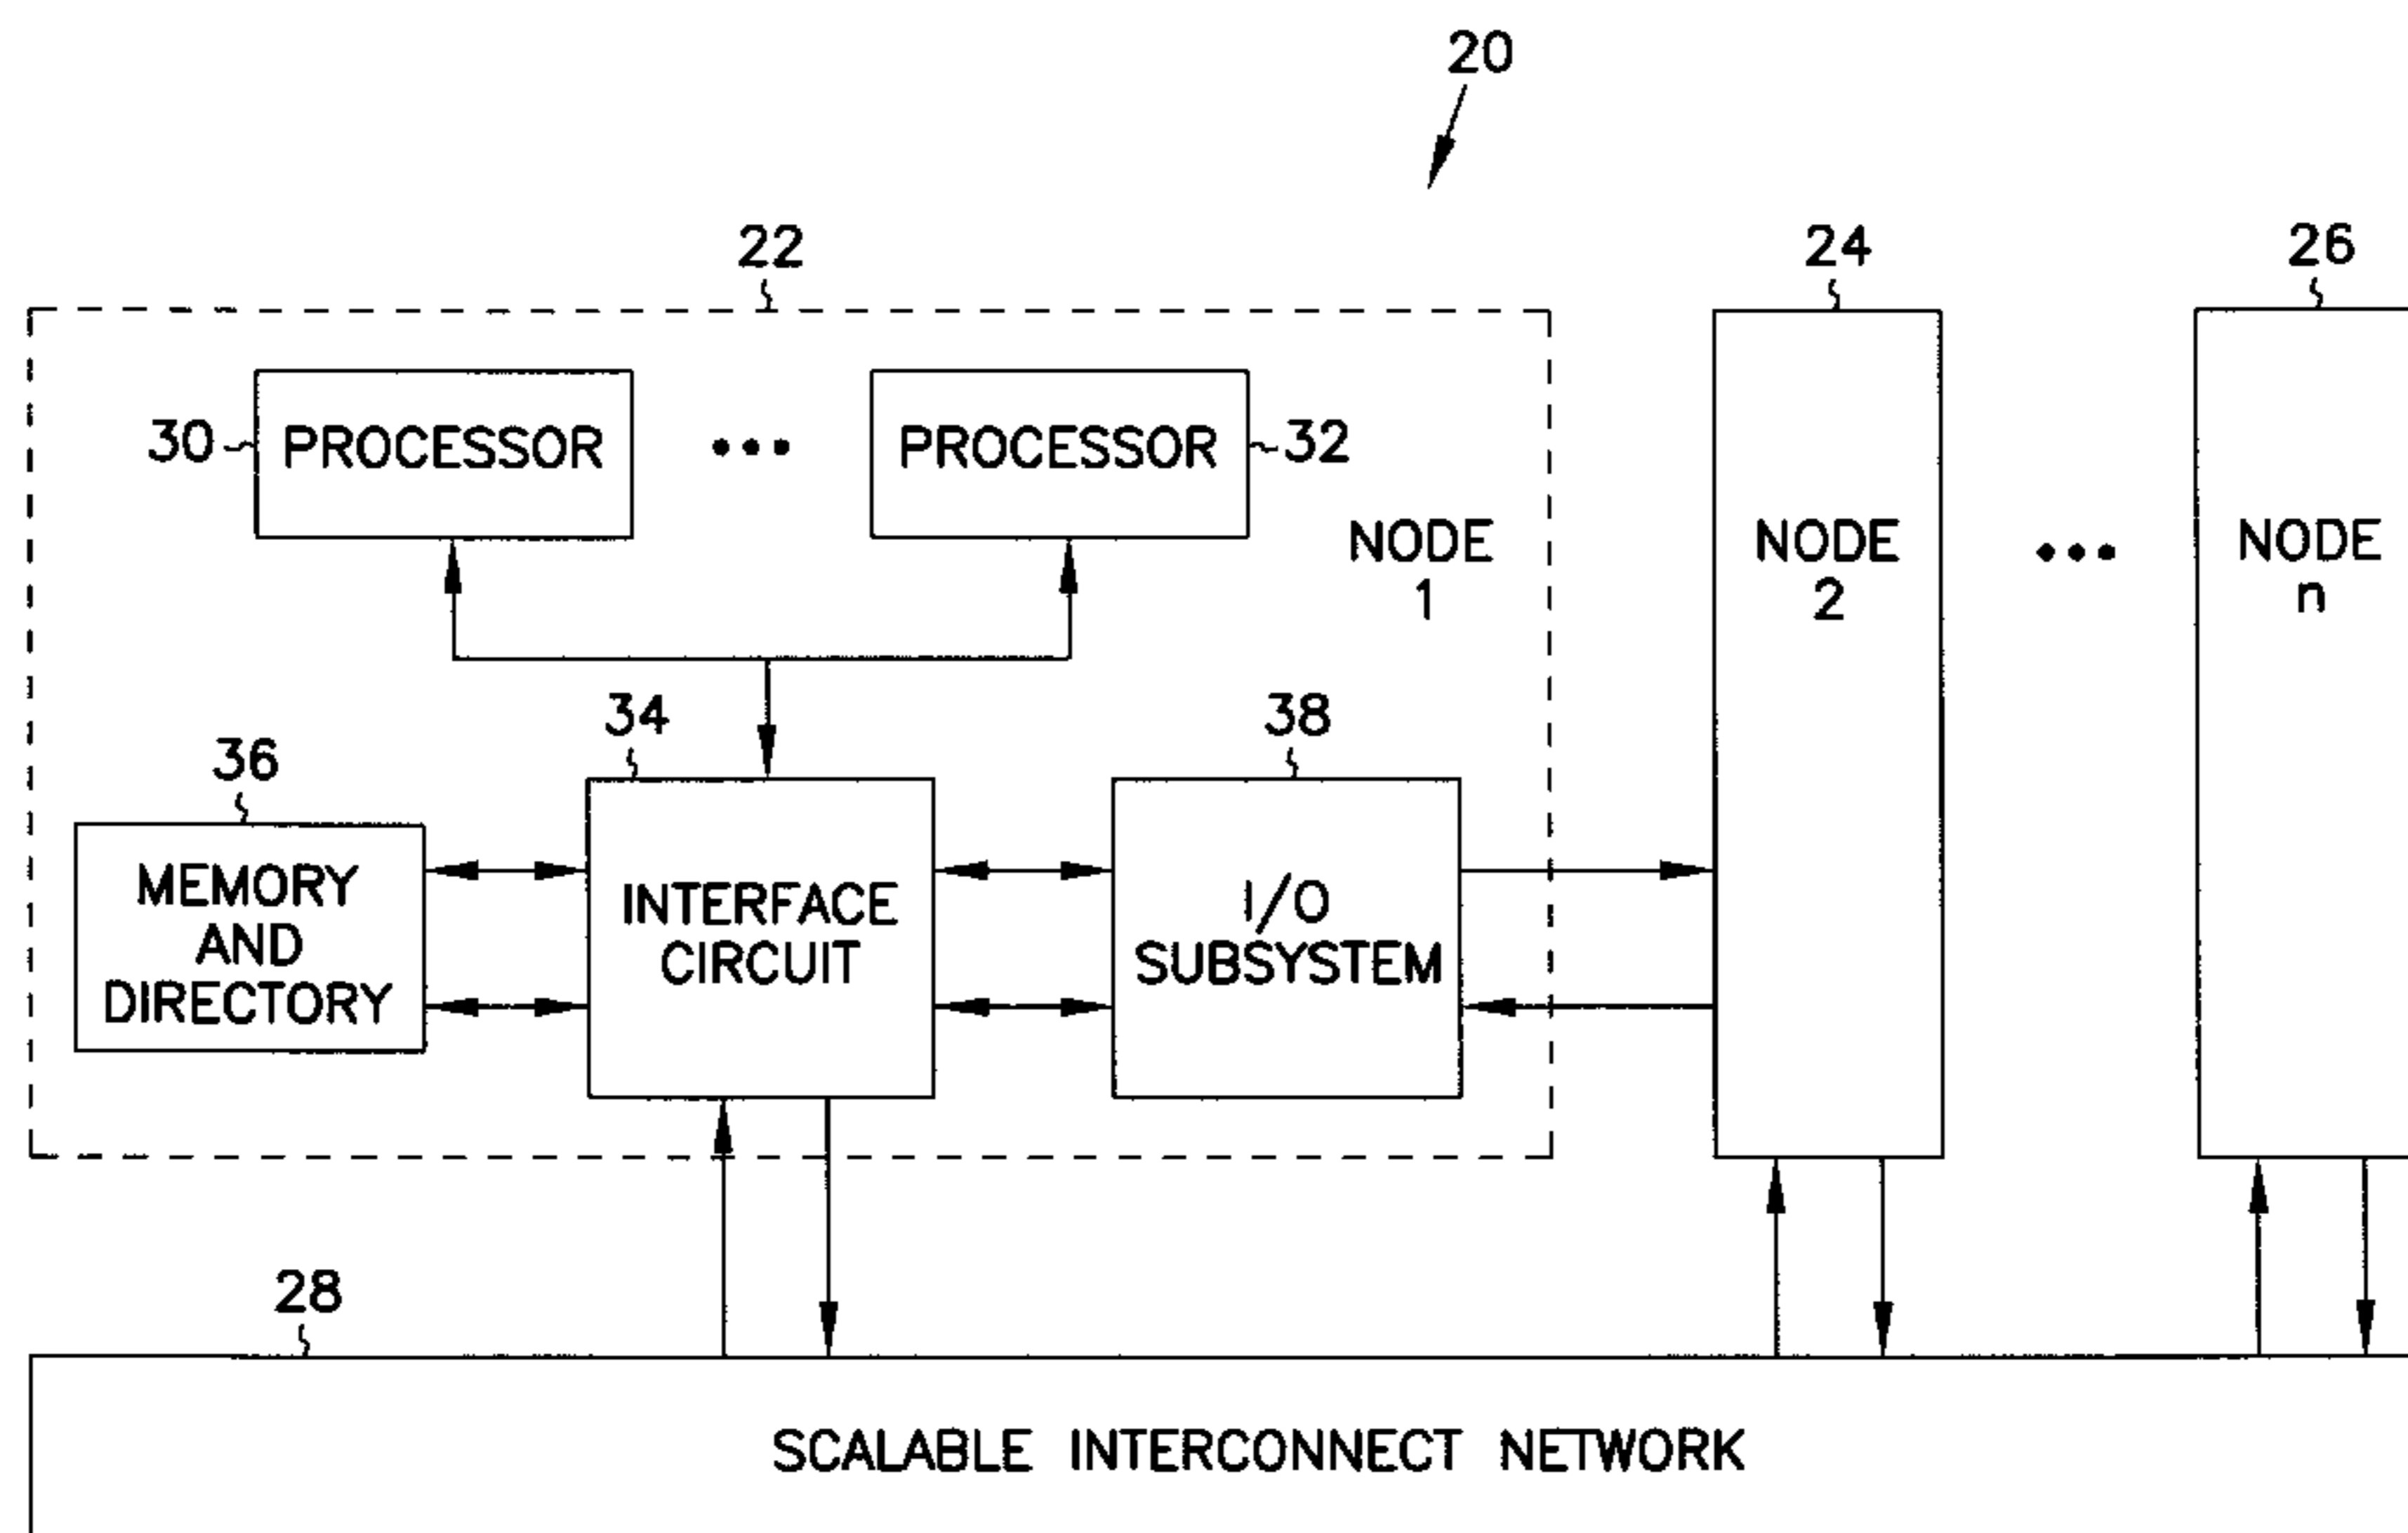 20
22
24
26
30
PROCESSOR
•••
PROCESSOR
32
NODE
1
NODE
2
•••
NODE
n
34
38
36
MEMORY
AND
DIRECTORY
INTERFACE
CIRCUIT
I/O
SUBSYSTEM
28
SCALABLE INTERCONNECT NETWORK